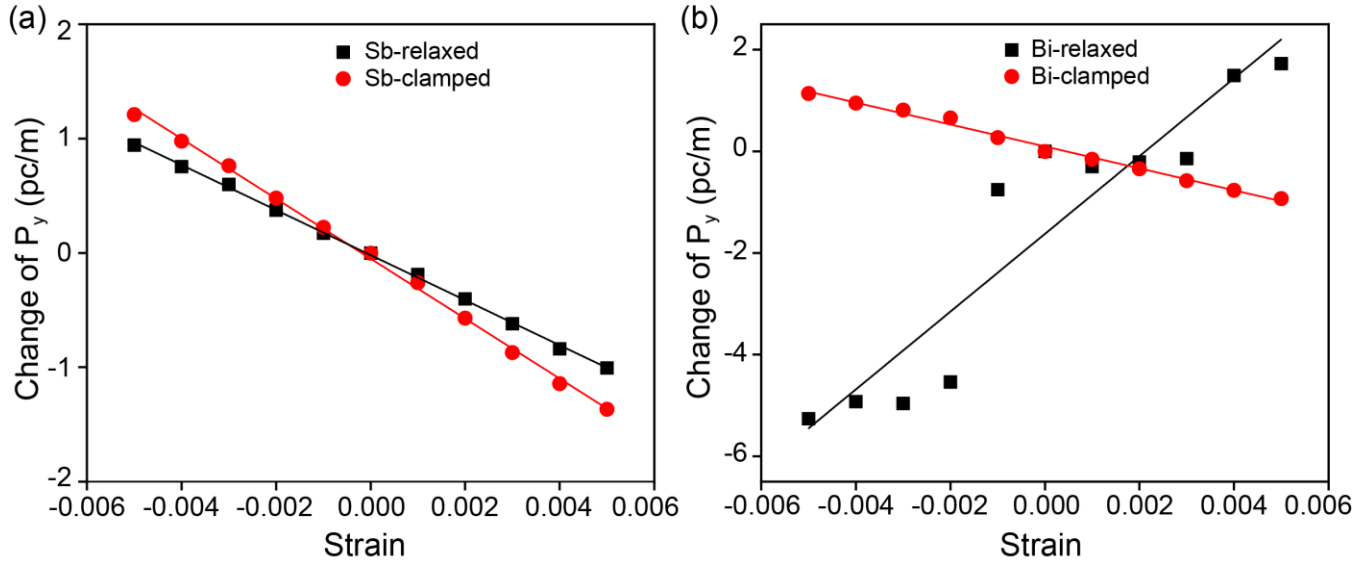 (a)
2
1
0
-1
-2
Change of Py (pc/m)
Sb-relaxed
Sb-clamped
-0.006 -0.004 -0.002 0.000 0.002 0.004 0.006
Strain
(b)
2
0
-2
-4
-6
Change of Py (pc/m)
Bi-relaxed
Bi-clamped
-0.006 -0.004 -0.002 0.000 0.002 0.004 0.006
Strain